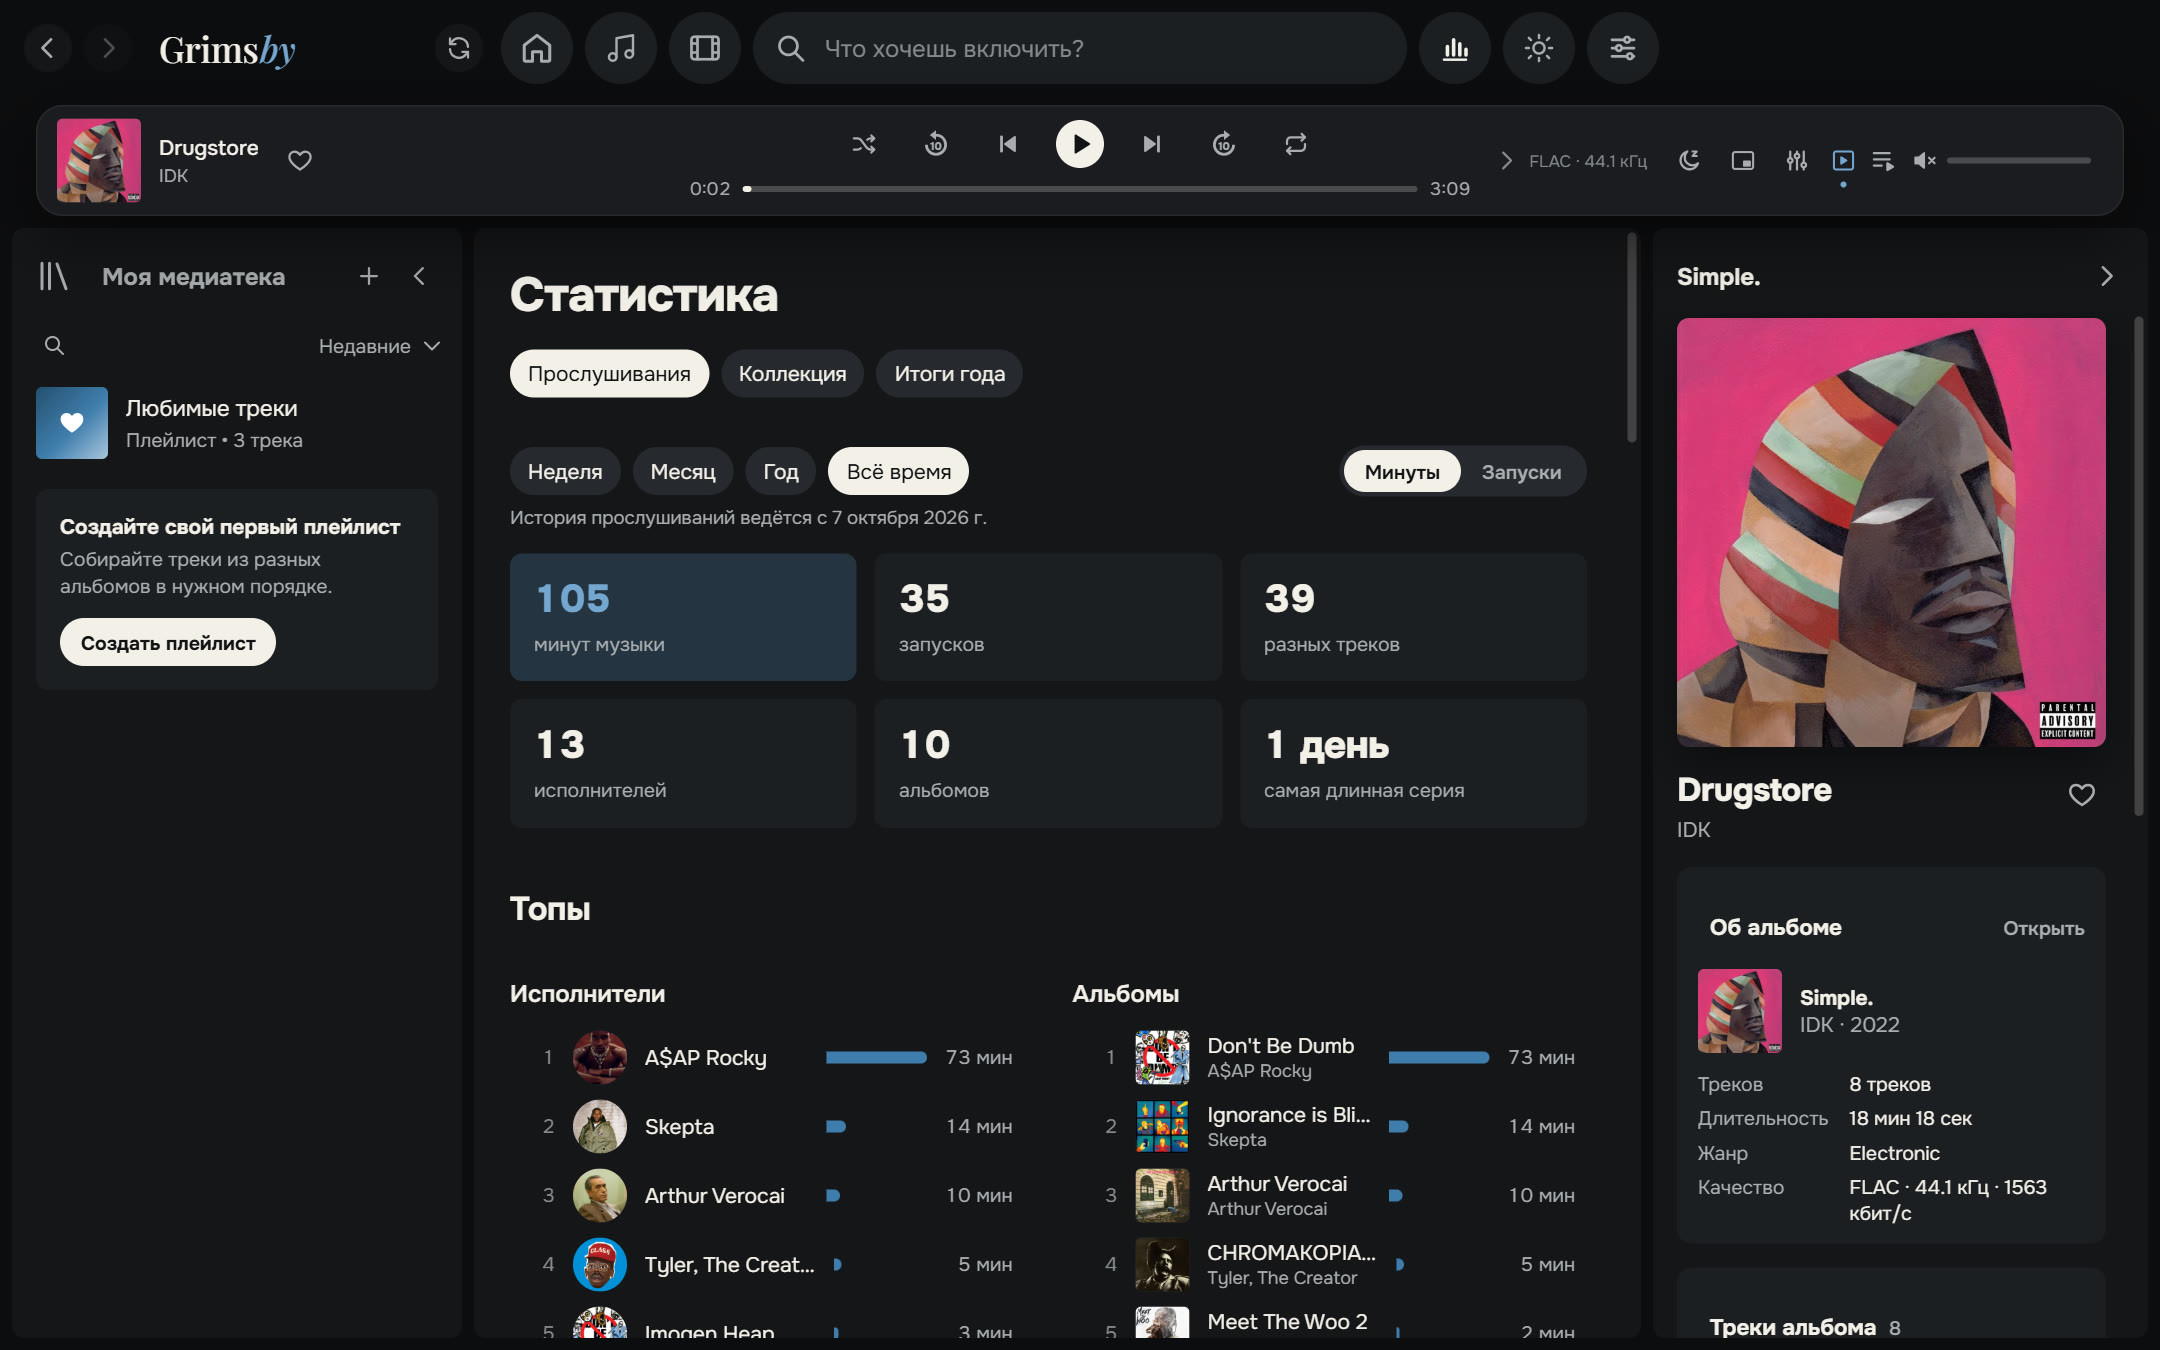 Grimsby
Что хочешь включить?
Drugstore
IDK
10
10
0:02
3:09
FLAC · 44.1 кГц
Моя медиатека
Недавние
Любимые треки
Плейлист • 3 трека
Создайте свой первый плейлист
Собирайте треки из разных
альбомов в нужном порядке.
Создать плейлист
Статистика
Прослушивания
Коллекция
Итоги года
Неделя
Месяц
Год
Всё время
Минуты
Запуски
История прослушиваний ведётся с 7 октября 2026 г.
105
минут музыки
35
запусков
39
разных треков
13
исполнителей
10
альбомов
1 день
самая длинная серия
Топы
Исполнители
1 A$AP Rocky 73 мин
2 Skepta 14 мин
3 Arthur Verocai 10 мин
4 Tyler, The Creat... 5 мин
5 Imogen Heap 3 мин
Альбомы
1 Don't Be Dumb 73 мин
A$AP Rocky
2 Ignorance is Bli... 14 мин
Skepta
3 Arthur Verocai 10 мин
Arthur Verocai
4 CHROMAKOPIA... 5 мин
Tyler, The Creator
5 Meet The Woo 2 2 мин
Simple.
PARENTAL
ADVISORY
EXPLICIT CONTENT
Drugstore
IDK
Об альбоме
Открыть
Simple.
IDK · 2022
Треков 8 треков
Длительность 18 мин 18 сек
Жанр Electronic
Качество FLAC · 44.1 кГц · 1563
кбит/с
Треки альбома 8